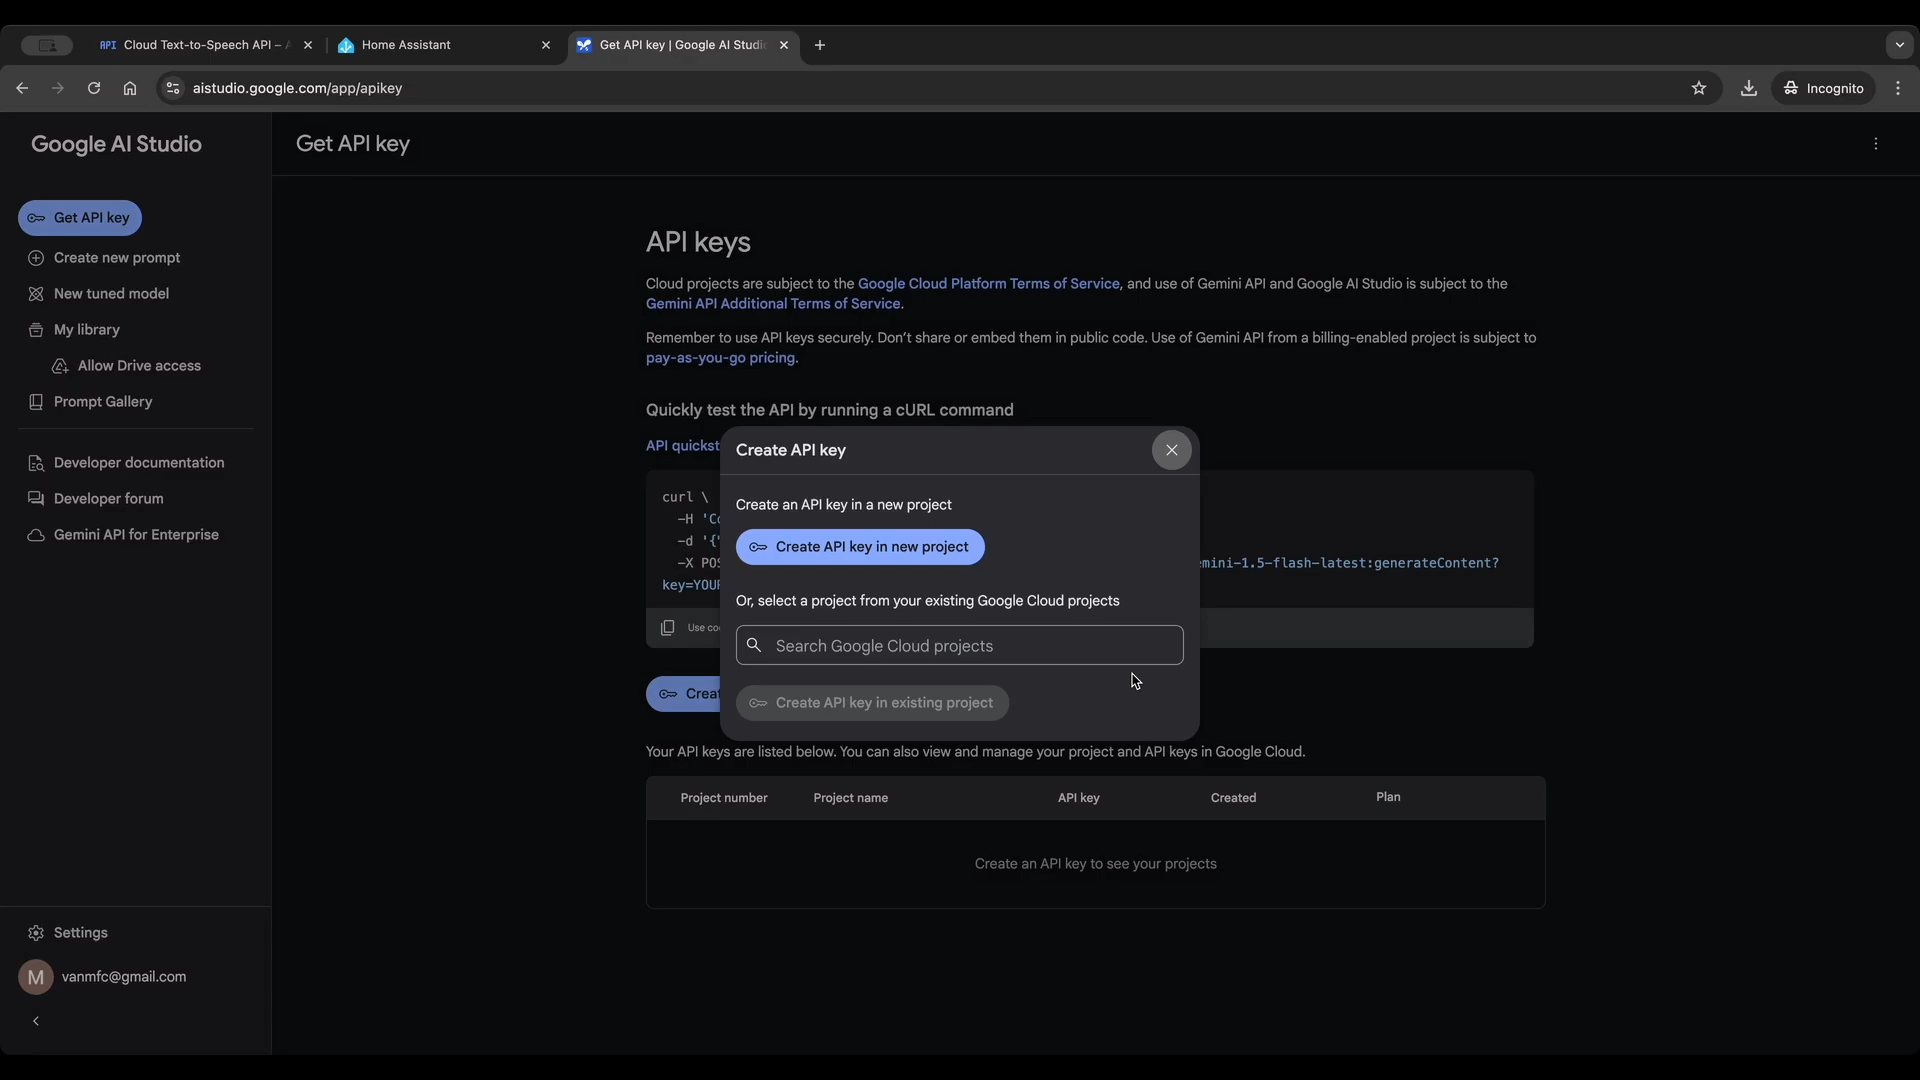 Cloud Text-to-Speech API –
Home Assistant
Get API key | Google AI Studi
aistudio.google.com/app/apikey
Incognito
Google AI Studio
Get API key
Get API key
Create new prompt
New tuned model
My library
Allow Drive access
Prompt Gallery
Developer documentation
Developer forum
Gemini API for Enterprise
Settings
M
vanmfc@gmail.com
API keys
Cloud projects are subject to the Google Cloud Platform Terms of Service, and use of Gemini API and Google AI Studio is subject to the
Gemini API Additional Terms of Service.
Remember to use API keys securely. Don't share or embed them in public code. Use of Gemini API from a billing-enabled project is subject to
pay-as-you-go pricing.
Quickly test the API by running a cURL command
API quickst
curl \
-H 'Co
-d '{"
-X POS
emini-1.5-flash-latest:generateContent?
key=YOUR
Use co
Creat
Create API key
Create an API key in a new project
Create API key in new project
Or, select a project from your existing Google Cloud projects
Search Google Cloud projects
Create API key in existing project
Your API keys are listed below. You can also view and manage your project and API keys in Google Cloud.
Project number Project name API key Created Plan
Create an API key to see your projects